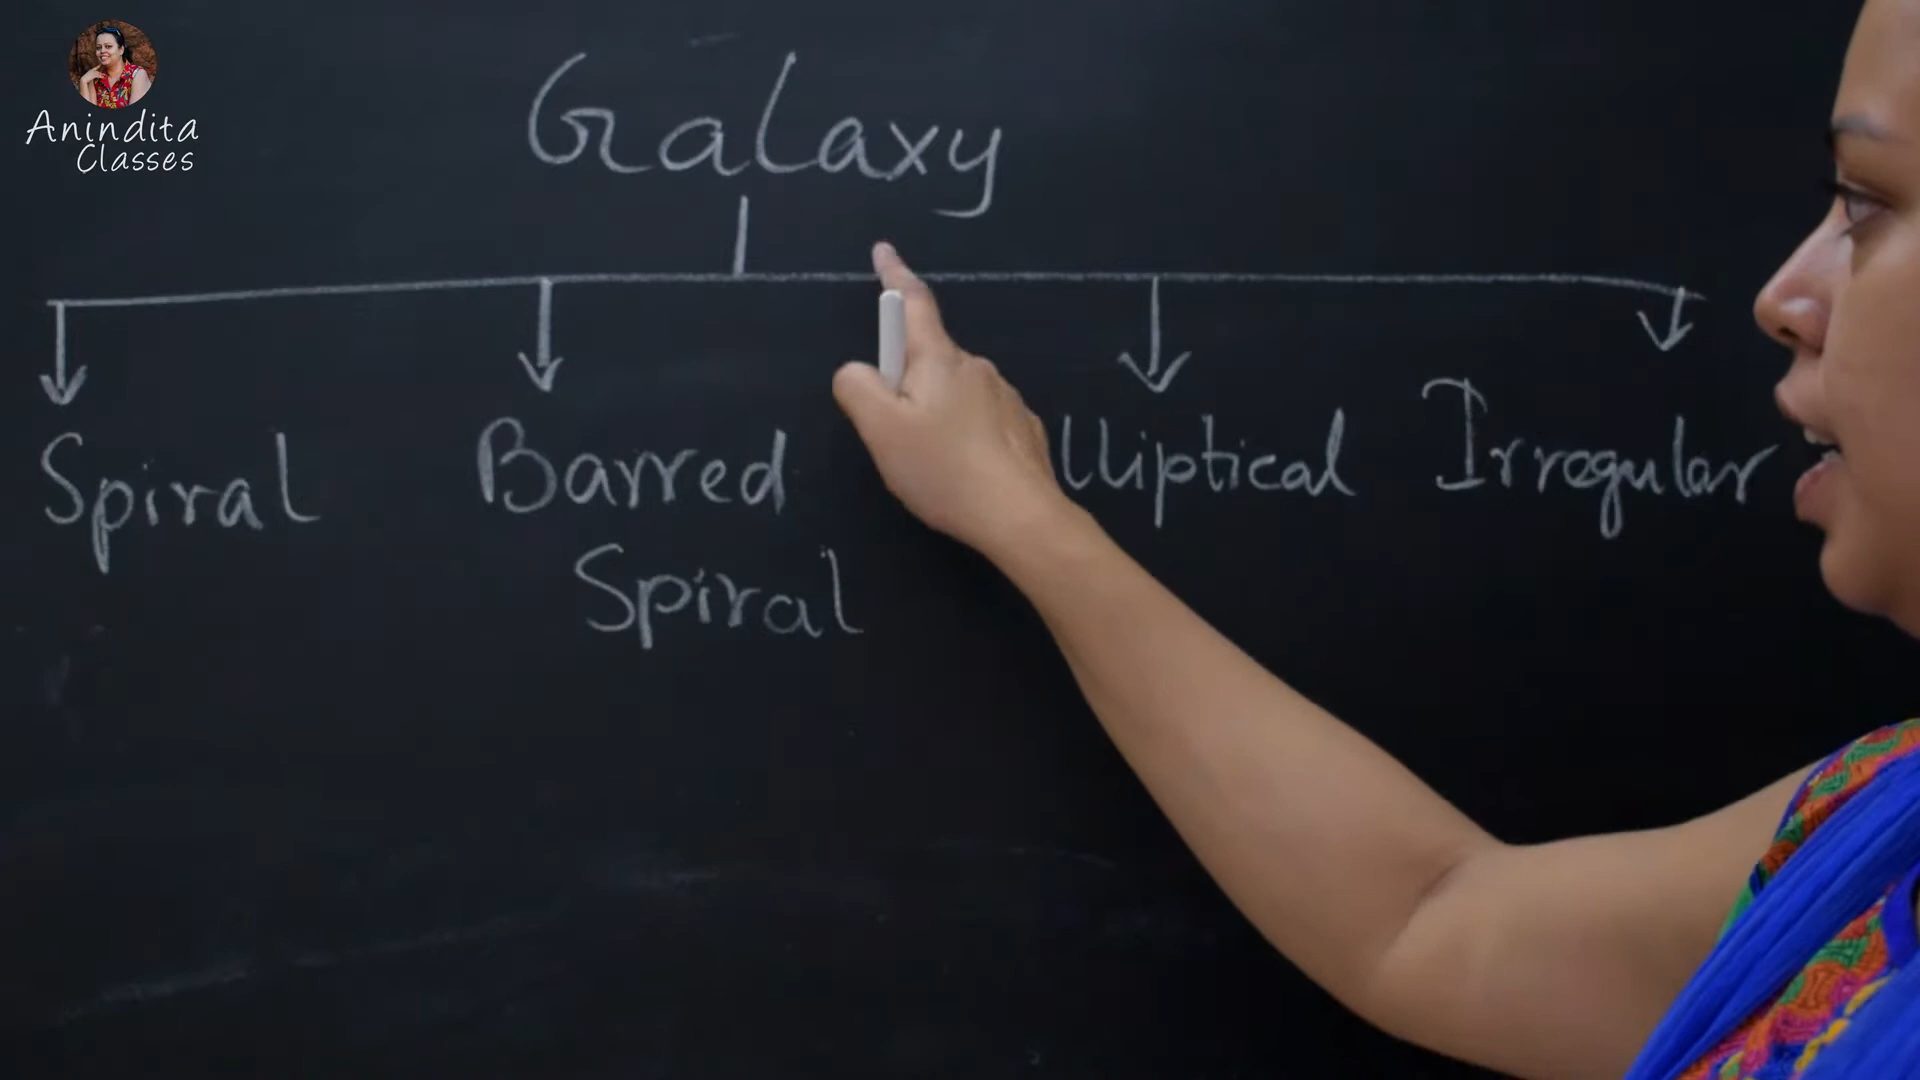 Anindita
Classes
Galaxy
Spiral
Barred
Spiral
lliptical
Irregular